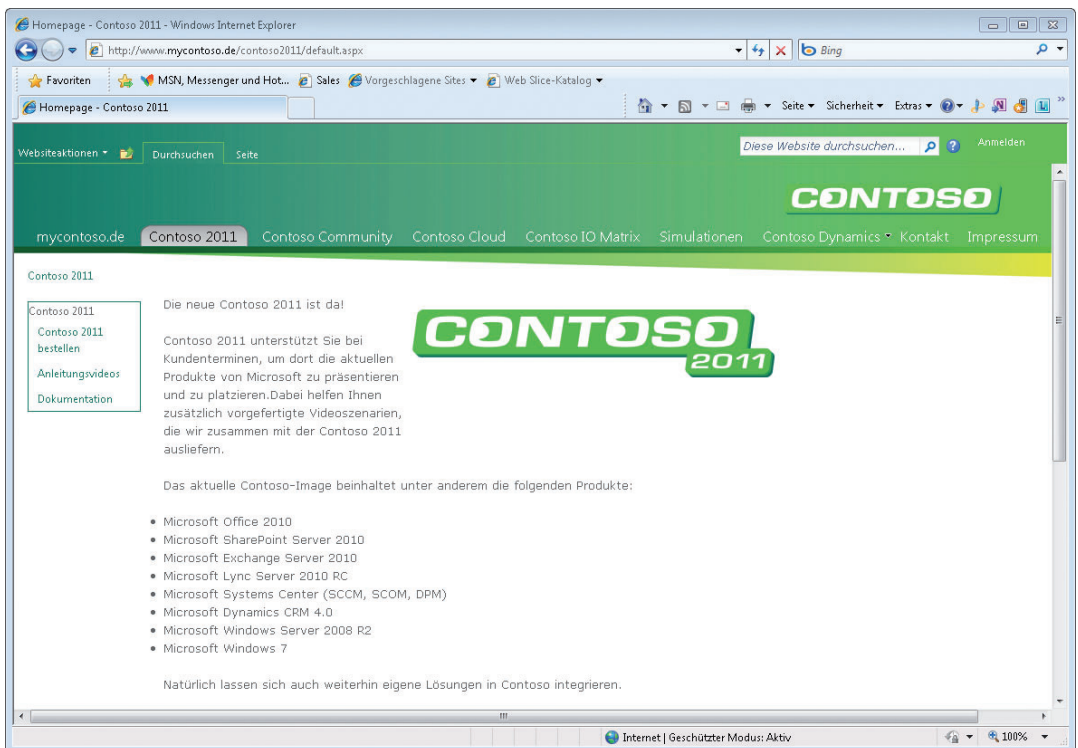 Homepage - Contoso 2011 - Windows Internet Explorer
http://www.mycontoso.de/contoso2011/default.aspx
Bing
Favoriten
MSN, Messenger und Hot...
Sales
Vorgeschlagene Sites
Web Slice-Katalog
Homepage - Contoso 2011
Seite
Sicherheit
Extras
»
Websiteaktionen
Durchsuchen
Seite
Diese Website durchsuchen...
Anmelden
CONTOSO
mycontoso.de
Contoso 2011
Contoso Community
Contoso Cloud
Contoso IO Matrix
Simulationen
Contoso Dynamics
Kontakt
Impressum
Contoso 2011
Contoso 2011
Contoso 2011
bestellen
Anleitungsvideos
Dokumentation
Die neue Contoso 2011 ist da!
Contoso 2011 unterstützt Sie bei
Kundenterminen, um dort die aktuellen
Produkte von Microsoft zu präsentieren
und zu platzieren.Dabei helfen Ihnen
zusätzlich vorgefertigte Videoszenarien,
die wir zusammen mit der Contoso 2011
ausliefern.
CONTOSO
2011
Das aktuelle Contoso-Image beinhaltet unter anderem die folgenden Produkte:
• Microsoft Office 2010
• Microsoft SharePoint Server 2010
• Microsoft Exchange Server 2010
• Microsoft Lync Server 2010 RC
• Microsoft Systems Center (SCCM, SCOM, DPM)
• Microsoft Dynamics CRM 4.0
• Microsoft Windows Server 2008 R2
• Microsoft Windows 7
Natürlich lassen sich auch weiterhin eigene Lösungen in Contoso integrieren.
Internet | Geschützter Modus: Aktiv
100%